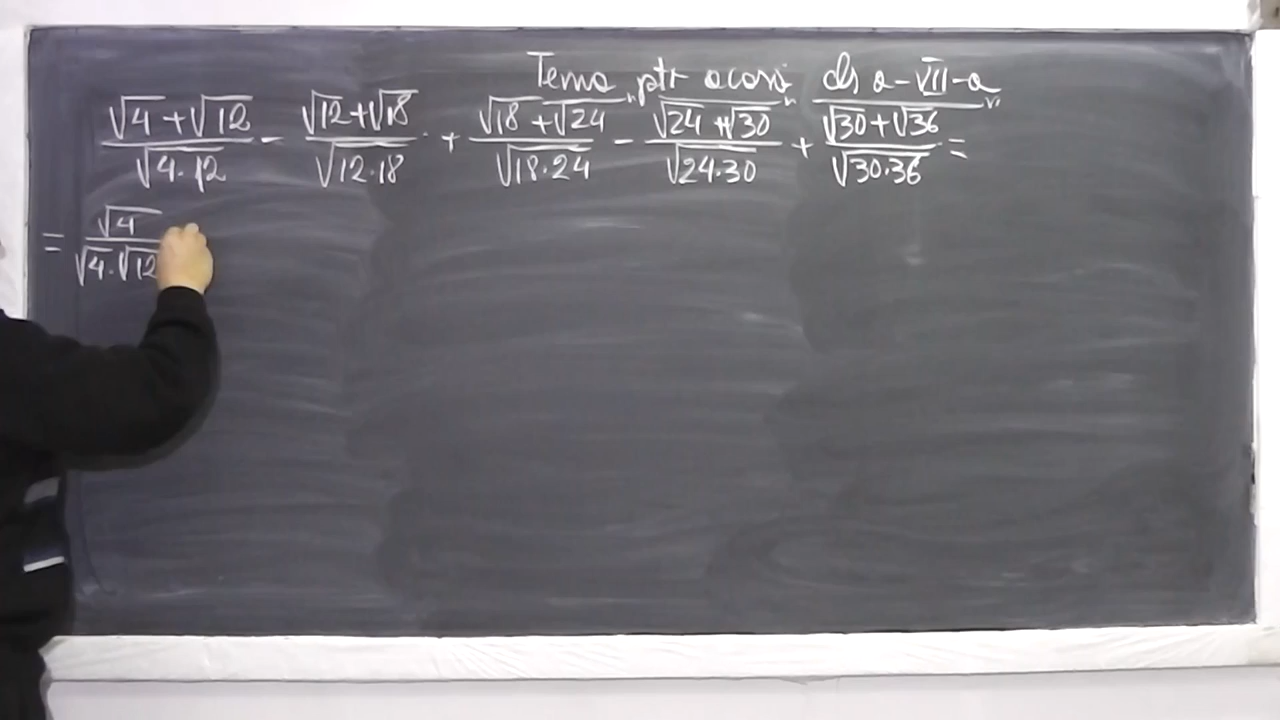 Tema ptr acasă cls a-VII-a
(√4+√12)/√(4·12) - (√12+√18)/√(12·18) + (√18+√24)/√(18·24) - (√24+√30)/√(24·30) + (√30+√36)/√(30·36) =
= √4/(√4·√12)